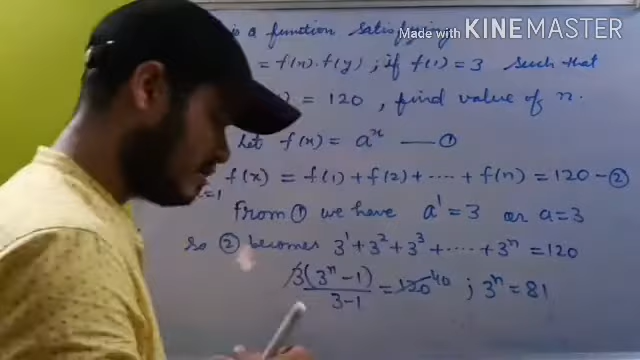 Made with KINEMASTER
is a function satisfying
= f(x).f(y) ; if f(1) = 3 such that
) = 120 , find value of n.
Let f(x) = a^x —— ①
x=1 f(x) = f(1) + f(2) + ···· + f(n) = 120 – ②
From ① we have a^1 = 3 or a = 3
So ② becomes 3^1 + 3^2 + 3^3 + ····· + 3^n = 120
3(3^n – 1) / 3–1 = 120 40 ; 3^n = 81